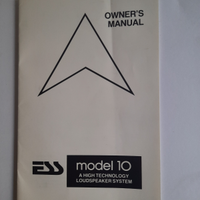 OWNER'S
MANUAL
ESS
model 10
A HIGH TECHNOLOGY
LOUDSPEAKER SYSTEM